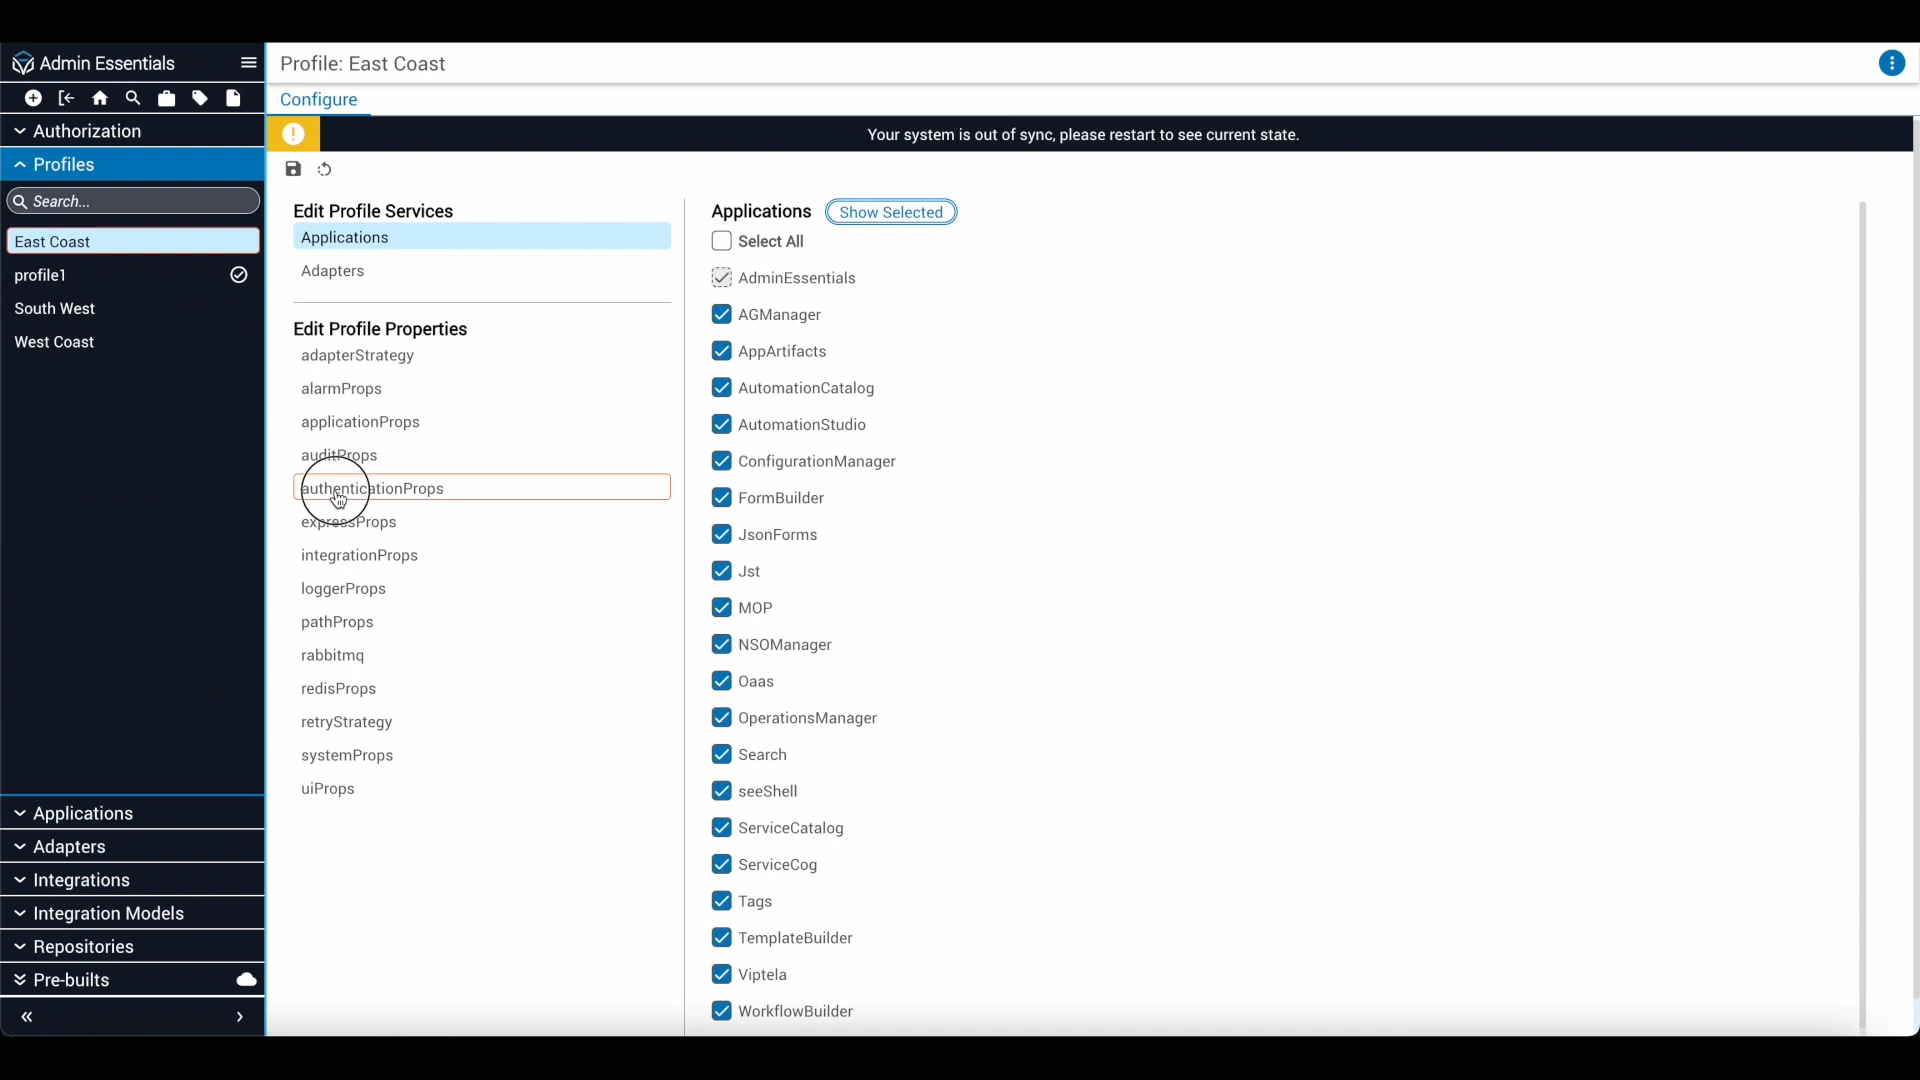 Admin Essentials
Authorization
Profiles
Search...
East Coast
profile1
South West
West Coast
Applications
Adapters
Integrations
Integration Models
Repositories
Pre-builts
Profile: East Coast
Configure
Your system is out of sync, please restart to see current state.
Edit Profile Services
Applications
Adapters
Edit Profile Properties
adapterStrategy
alarmProps
applicationProps
auditProps
authenticationProps
expressProps
integrationProps
loggerProps
pathProps
rabbitmq
redisProps
retryStrategy
systemProps
uiProps
Applications Show Selected
Select All
AdminEssentials
AGManager
AppArtifacts
AutomationCatalog
AutomationStudio
ConfigurationManager
FormBuilder
JsonForms
Jst
MOP
NSOManager
Oaas
OperationsManager
Search
seeShell
ServiceCatalog
ServiceCog
Tags
TemplateBuilder
Viptela
WorkflowBuilder